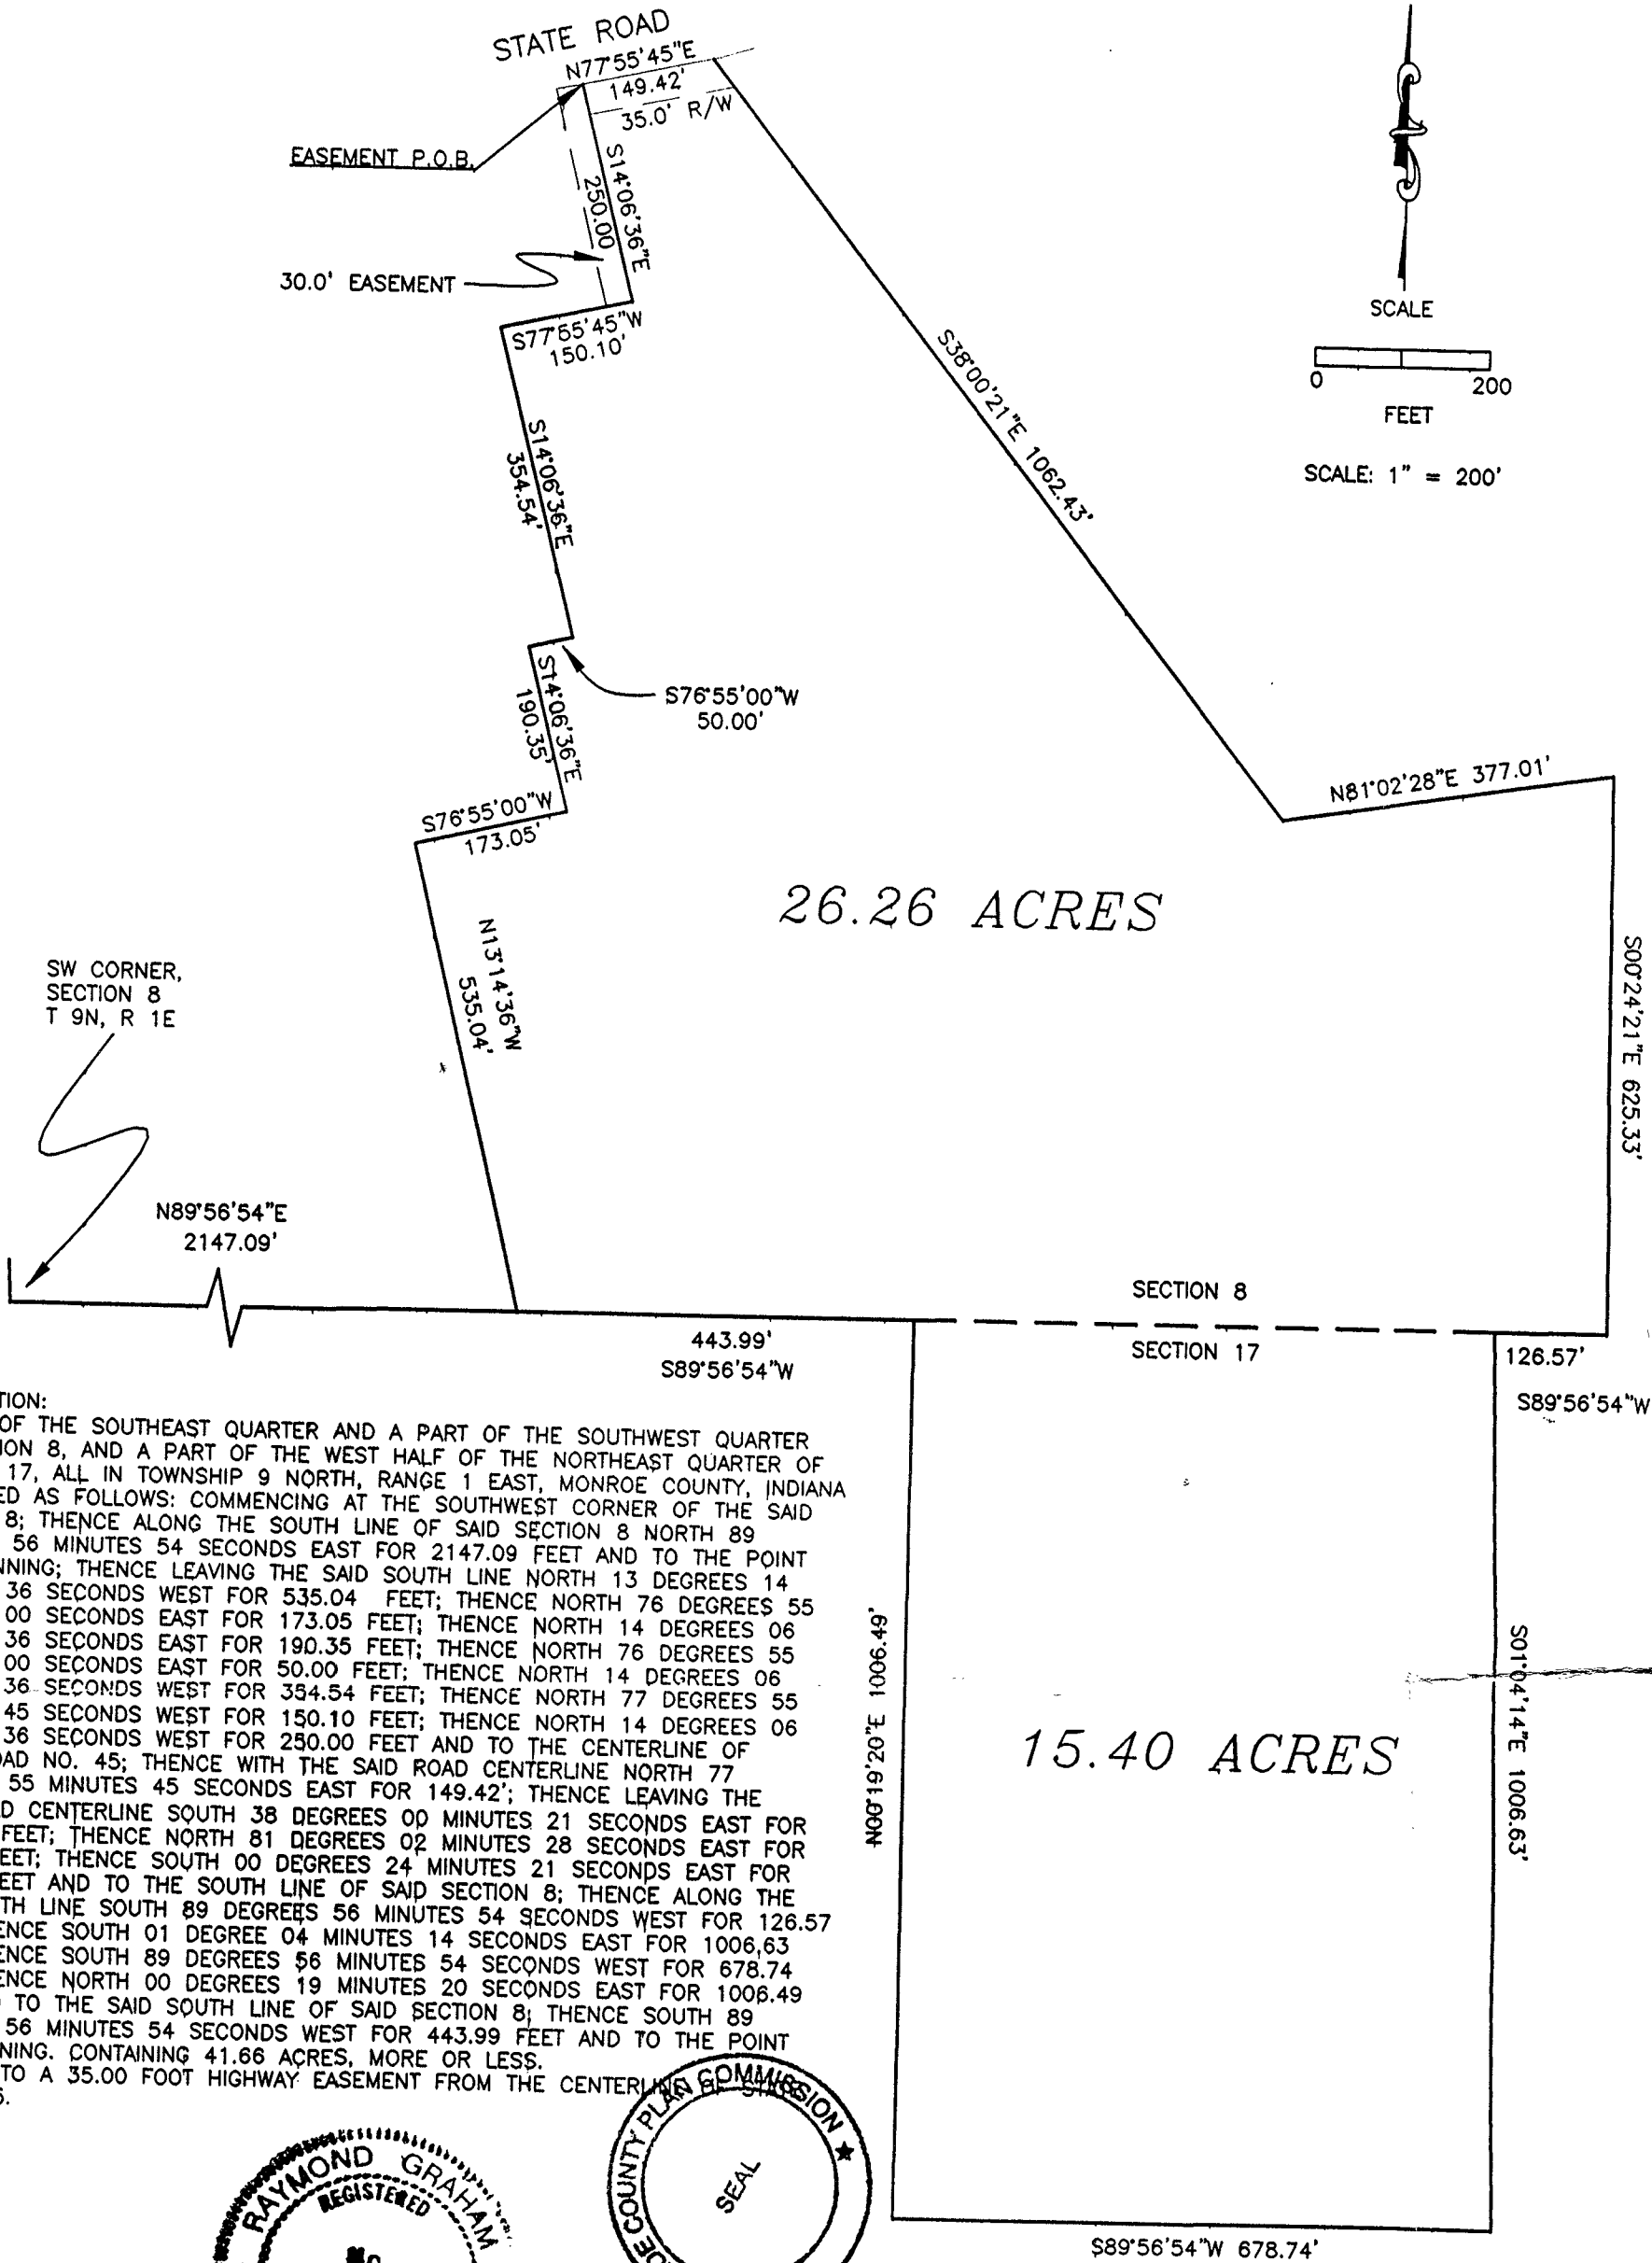 STATE ROAD
N77°55'45"E
149.42'
35.0' R/W
EASEMENT P.O.B.
S14°06'36"E
250.00
30.0' EASEMENT
S77°55'45"W
150.10'
SCALE
0 200
FEET
SCALE: 1" = 200'
S38°00'21"E 1062.43'
S14°06'36"E
354.54'
S76°55'00"W
50.00'
S14°06'36"E
190.35'
N81°02'28"E 377.01'
S76°55'00"W
173.05'
26.26 ACRES
N13°14'36"W
535.04'
SW CORNER,
SECTION 8
T 9N, R 1E
S00°24'21"E 625.33'
N89°56'54"E
2147.09'
SECTION 8
443.99'
S89°56'54"W
SECTION 17
126.57'
S89°56'54"W
TION:
OF THE SOUTHEAST QUARTER AND A PART OF THE SOUTHWEST QUARTER
ION 8, AND A PART OF THE WEST HALF OF THE NORTHEAST QUARTER OF
17, ALL IN TOWNSHIP 9 NORTH, RANGE 1 EAST, MONROE COUNTY, INDIANA
ED AS FOLLOWS: COMMENCING AT THE SOUTHWEST CORNER OF THE SAID
8; THENCE ALONG THE SOUTH LINE OF SAID SECTION 8 NORTH 89
56 MINUTES 54 SECONDS EAST FOR 2147.09 FEET AND TO THE POINT
NNING; THENCE LEAVING THE SAID SOUTH LINE NORTH 13 DEGREES 14
36 SECONDS WEST FOR 535.04 FEET; THENCE NORTH 76 DEGREES 55
00 SECONDS EAST FOR 173.05 FEET; THENCE NORTH 14 DEGREES 06
36 SECONDS EAST FOR 190.35 FEET; THENCE NORTH 76 DEGREES 55
00 SECONDS EAST FOR 50.00 FEET; THENCE NORTH 14 DEGREES 06
36 SECONDS WEST FOR 354.54 FEET; THENCE NORTH 77 DEGREES 55
45 SECONDS WEST FOR 150.10 FEET; THENCE NORTH 14 DEGREES 06
36 SECONDS WEST FOR 250.00 FEET AND TO THE CENTERLINE OF
OAD NO. 45; THENCE WITH THE SAID ROAD CENTERLINE NORTH 77
55 MINUTES 45 SECONDS EAST FOR 149.42'; THENCE LEAVING THE
D CENTERLINE SOUTH 38 DEGREES 00 MINUTES 21 SECONDS EAST FOR
FEET; THENCE NORTH 81 DEGREES 02 MINUTES 28 SECONDS EAST FOR
EET; THENCE SOUTH 00 DEGREES 24 MINUTES 21 SECONDS EAST FOR
EET AND TO THE SOUTH LINE OF SAID SECTION 8; THENCE ALONG THE
TH LINE SOUTH 89 DEGREES 56 MINUTES 54 SECONDS WEST FOR 126.57
ENCE SOUTH 01 DEGREE 04 MINUTES 14 SECONDS EAST FOR 1006,63
ENCE SOUTH 89 DEGREES 56 MINUTES 54 SECONDS WEST FOR 678.74
ENCE NORTH 00 DEGREES 19 MINUTES 20 SECONDS EAST FOR 1006.49
TO THE SAID SOUTH LINE OF SAID SECTION 8; THENCE SOUTH 89
56 MINUTES 54 SECONDS WEST FOR 443.99 FEET AND TO THE POINT
NING. CONTAINING 41.66 ACRES, MORE OR LESS.
TO A 35.00 FOOT HIGHWAY EASEMENT FROM THE CENTERLINE OF STATE
N00°19'20"E 1006.49'
15.40 ACRES
S01°04'14"E 1006.63'
S89°56'54"W 678.74'
RAYMOND GRAHAM
REGISTERED
OE COUNTY PLAN COMMISSION ★
SEAL